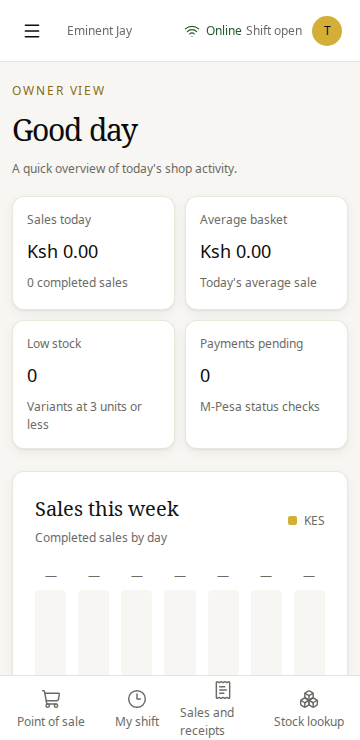 Eminent Jay
Online Shift open
T
OWNER VIEW
Good day
A quick overview of today's shop activity.
Sales today
Ksh 0.00
0 completed sales
Average basket
Ksh 0.00
Today's average sale
Low stock
0
Variants at 3 units or
less
Payments pending
0
M-Pesa status checks
Sales this week
Completed sales by day
KES
— — — — — — —
Point of sale
My shift
Sales and
receipts
Stock lookup